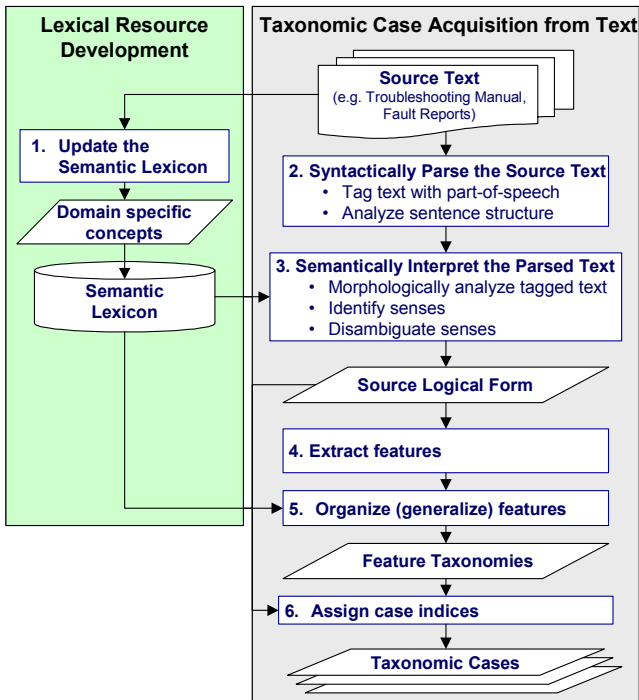 Lexical Resource
Development
1. Update the
Semantic Lexicon
Domain specific
concepts
Semantic
Lexicon
Taxonomic Case Acquisition from Text
Source Text
(e.g. Troubleshooting Manual,
Fault Reports)
2. Syntactically Parse the Source Text
• Tag text with part-of-speech
• Analyze sentence structure
3. Semantically Interpret the Parsed Text
• Morphologically analyze tagged text
• Identify senses
• Disambiguate senses
Source Logical Form
4. Extract features
5. Organize (generalize) features
Feature Taxonomies
6. Assign case indices
Taxonomic Cases